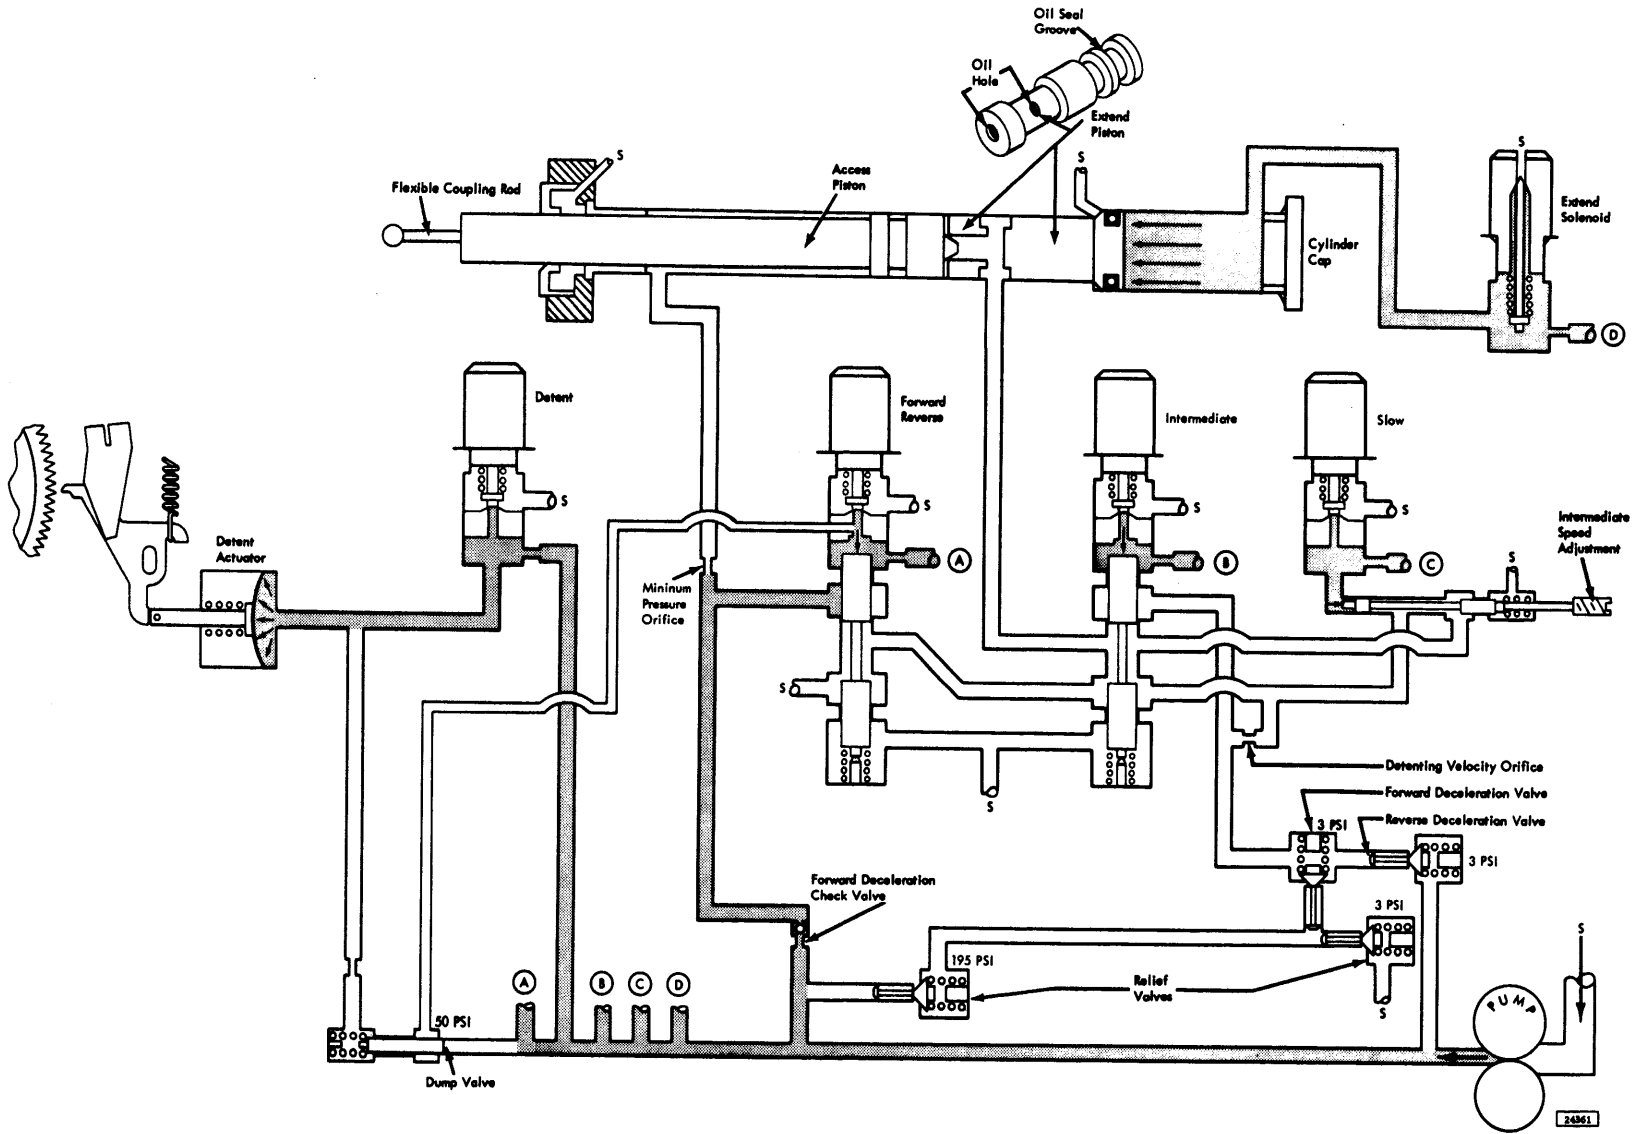 Oil Seal
Groove
Oil
Hole
Extend
Piston
S
S
S
Access
Piston
Flexible Coupling Rod
Extend
Solenoid
Cylinder
Cap
D
Detent
Forward
Reverse
Intermediate
Slow
S
S
S
S
Intermediate
Speed
Adjustment
Detent
Actuator
S
A
B
C
Minimum
Pressure
Orifice
S
S
Detenting Velocity Orifice
Forward Deceleration Valve
Reverse Deceleration Valve
3 PSI
3 PSI
Forward Deceleration
Check Valve
3 PSI
S
195 PSI
A
B
C
D
Relief
Valves
S
PUMP
50 PSI
Dump Valve
24361